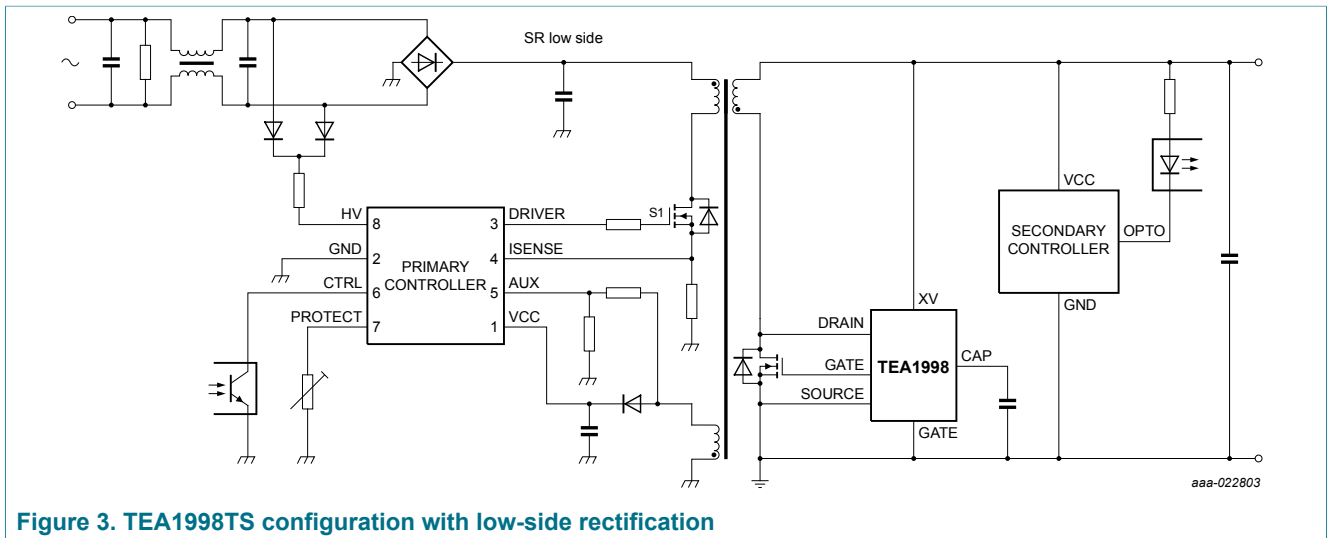 SR low side
S1
HV
8
GND
2
CTRL
6
PROTECT
7
PRIMARY
CONTROLLER
3
DRIVER
4
ISENSE
5
AUX
1
VCC
XV
DRAIN
GATE
SOURCE
TEA1998
CAP
GATE
VCC
SECONDARY
CONTROLLER
OPTO
GND
aaa-022803
Figure 3. TEA1998TS configuration with low-side rectification